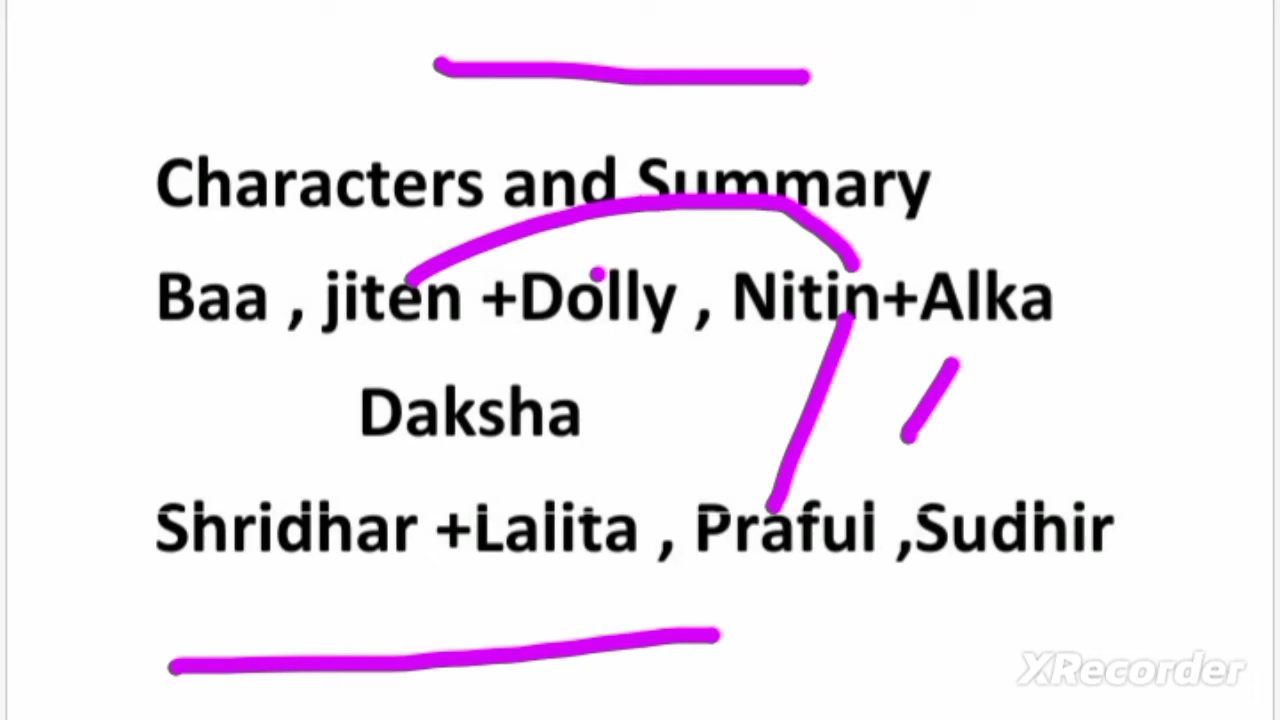 Characters and Summary
Baa , jiten +Dolly , Nitin+Alka
Daksha
Shridhar +Lalita , Praful ,Sudhir
XRecorder